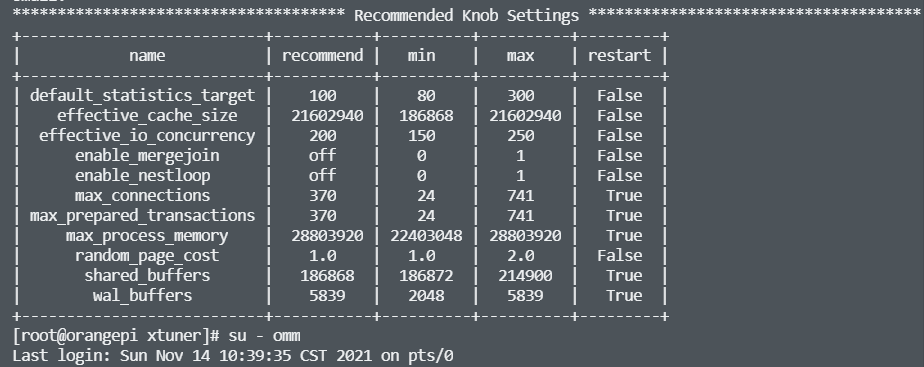 ************************************* Recommended Knob Settings *************************************
+---------------------------+-----------+----------+----------+---------+
|            name           | recommend |   min    |   max    | restart |
+---------------------------+-----------+----------+----------+---------+
| default_statistics_target |    100    |    80    |   300    |  False  |
|    effective_cache_size   |  21602940 |  186868  | 21602940 |  False  |
|  effective_io_concurrency |    200    |   150    |   250    |  False  |
|      enable_mergejoin     |    off    |    0     |    1     |  False  |
|      enable_nestloop      |    off    |    0     |    1     |  False  |
|      max_connections      |    370    |    24    |   741    |   True  |
| max_prepared_transactions |    370    |    24    |   741    |   True  |
|     max_process_memory    |  28803920 | 22403048 | 28803920 |   True  |
|      random_page_cost     |    1.0    |   1.0    |   2.0    |  False  |
|       shared_buffers      |   186868  |  186872  |  214900  |   True  |
|        wal_buffers        |    5839   |   2048   |   5839   |   True  |
+---------------------------+-----------+----------+----------+---------+
[root@orangepi xtuner]# su - omm
Last login: Sun Nov 14 10:39:35 CST 2021 on pts/0